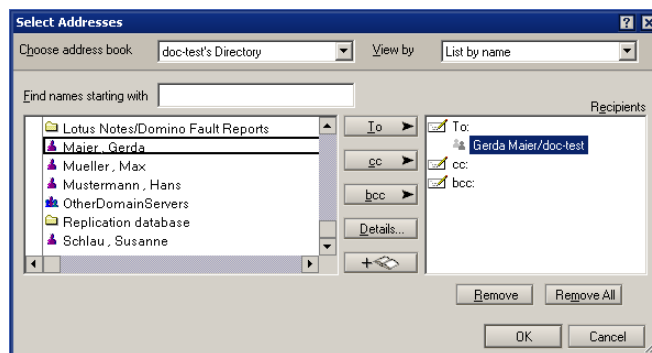 Select Addresses
Choose address book
doc-test's Directory
View by
List by name
Find names starting with
Recipients
Lotus Notes/Domino Fault Reports
Maier , Gerda
Mueller , Max
Mustermann , Hans
OtherDomainServers
Replication database
Schlau , Susanne
To
cc
bcc
Details...
To:
Gerda Maier/doc-test
cc:
bcc:
Remove
Remove All
OK
Cancel